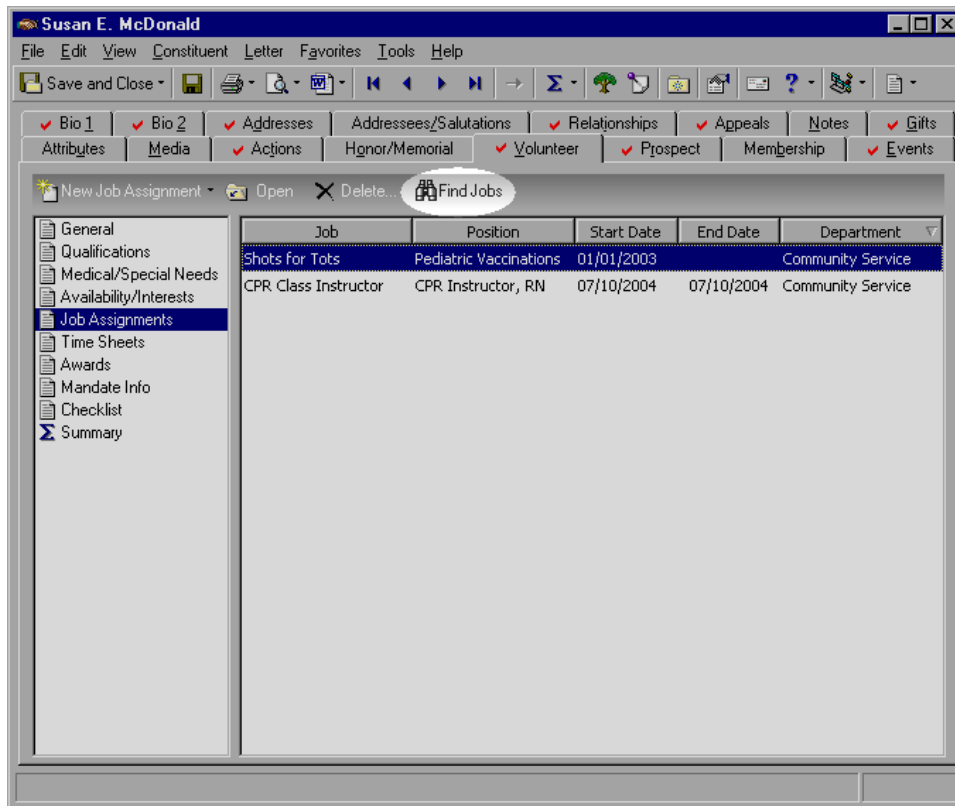 Susan E. McDonald
File Edit View Constituent Letter Favorites Tools Help
Save and Close
Bio 1 Bio 2 Addresses Addressees/Salutations Relationships Appeals Notes Gifts
Attributes Media Actions Honor/Memorial Volunteer Prospect Membership Events
New Job Assignment Open Delete... Find Jobs
General
Qualifications
Medical/Special Needs
Availability/Interests
Job Assignments
Time Sheets
Awards
Mandate Info
Checklist
Summary
Job Position Start Date End Date Department
Shots for Tots Pediatric Vaccinations 01/01/2003 Community Service
CPR Class Instructor CPR Instructor, RN 07/10/2004 07/10/2004 Community Service